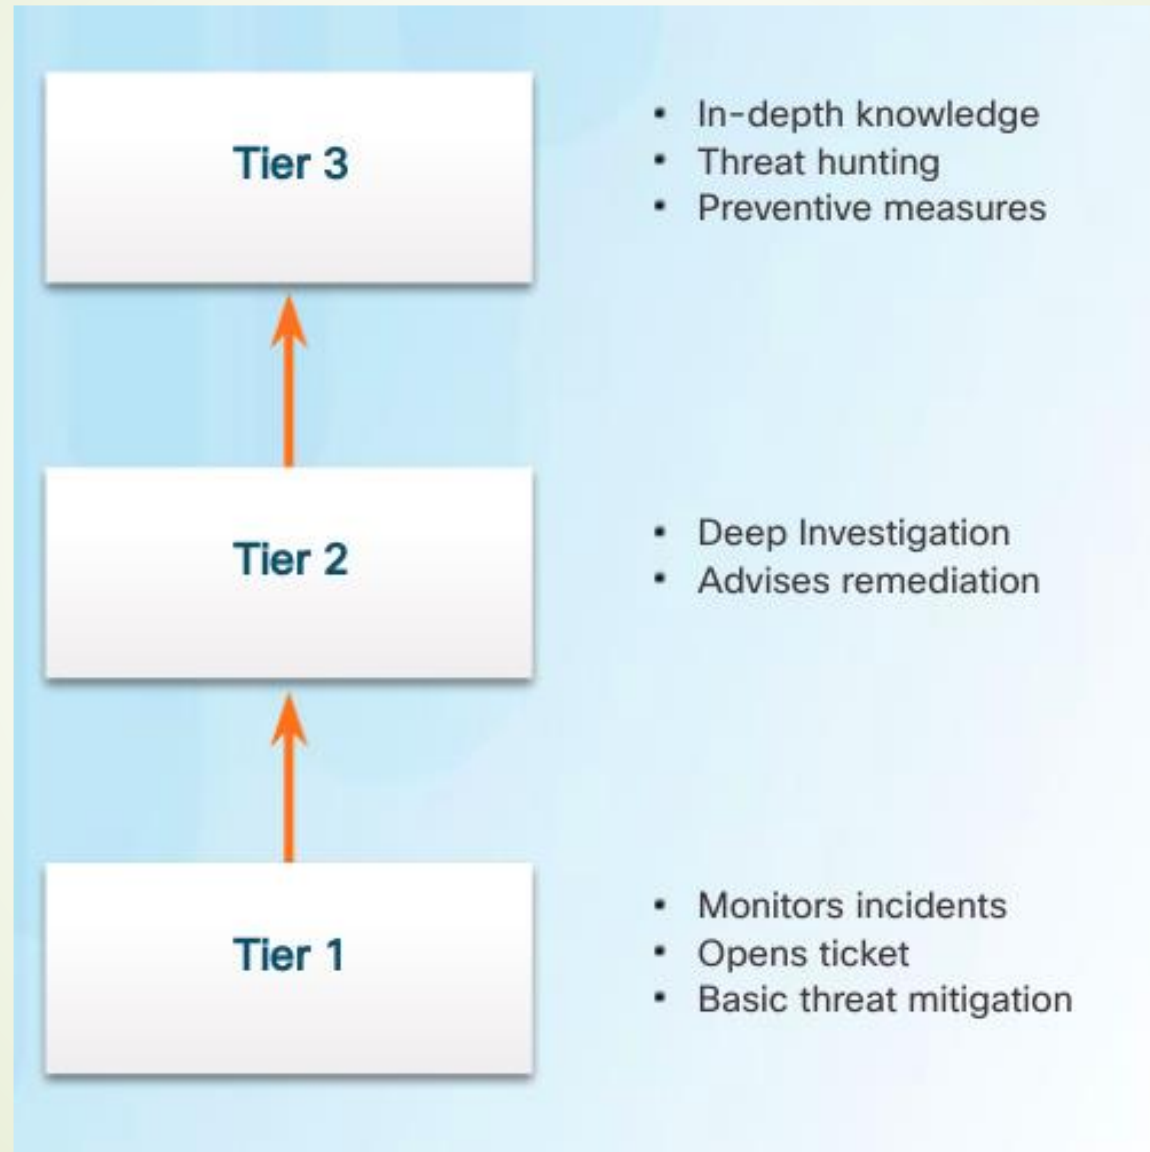 Tier 3
• In-depth knowledge
• Threat hunting
• Preventive measures
Tier 2
• Deep Investigation
• Advises remediation
Tier 1
• Monitors incidents
• Opens ticket
• Basic threat mitigation